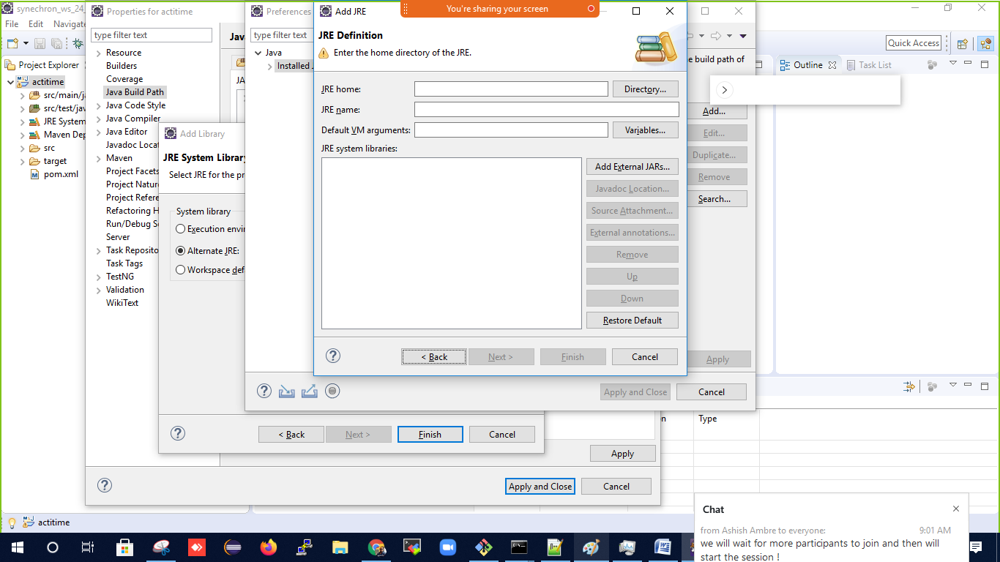 synechron_ws_24_
File Edit Navigate
Quick Access
Project Explorer
actitime
src/main/j
src/test/jav
JRE System
Maven Dep
src
target
pom.xml
Properties for actitime
type filter text
Resource
Builders
Coverage
Java Build Path
Java Code Style
Java Compiler
Java Editor
Javadoc Locat
Maven
Project Facets
Project Nature
Project Refere
Refactoring H
Run/Debug Se
Server
Task Reposito
Task Tags
TestNG
Validation
WikiText
Java
JA
Apply
Apply and Close
Cancel
Add Library
JRE System Library
Select JRE for the pr
System library
Execution envi
Alternate JRE:
Workspace def
< Back
Next >
Finish
Cancel
Preferences
type filter text
Java
Installed J
e build path of
Add...
Edit...
Duplicate...
Remove
Search...
Apply
Apply and Close
Cancel
You're sharing your screen
Add JRE
JRE Definition
Enter the home directory of the JRE.
JRE home:
Directory...
JRE name:
Default VM arguments:
Variables...
JRE system libraries:
Add External JARs...
Javadoc Location...
Source Attachment...
External annotations...
Remove
Up
Down
Restore Default
< Back
Next >
Finish
Cancel
Outline
Task List
n
Type
actitime
Chat
from Ashish Ambre to everyone:
9:01 AM
we will wait for more participants to join and then will
start the session !